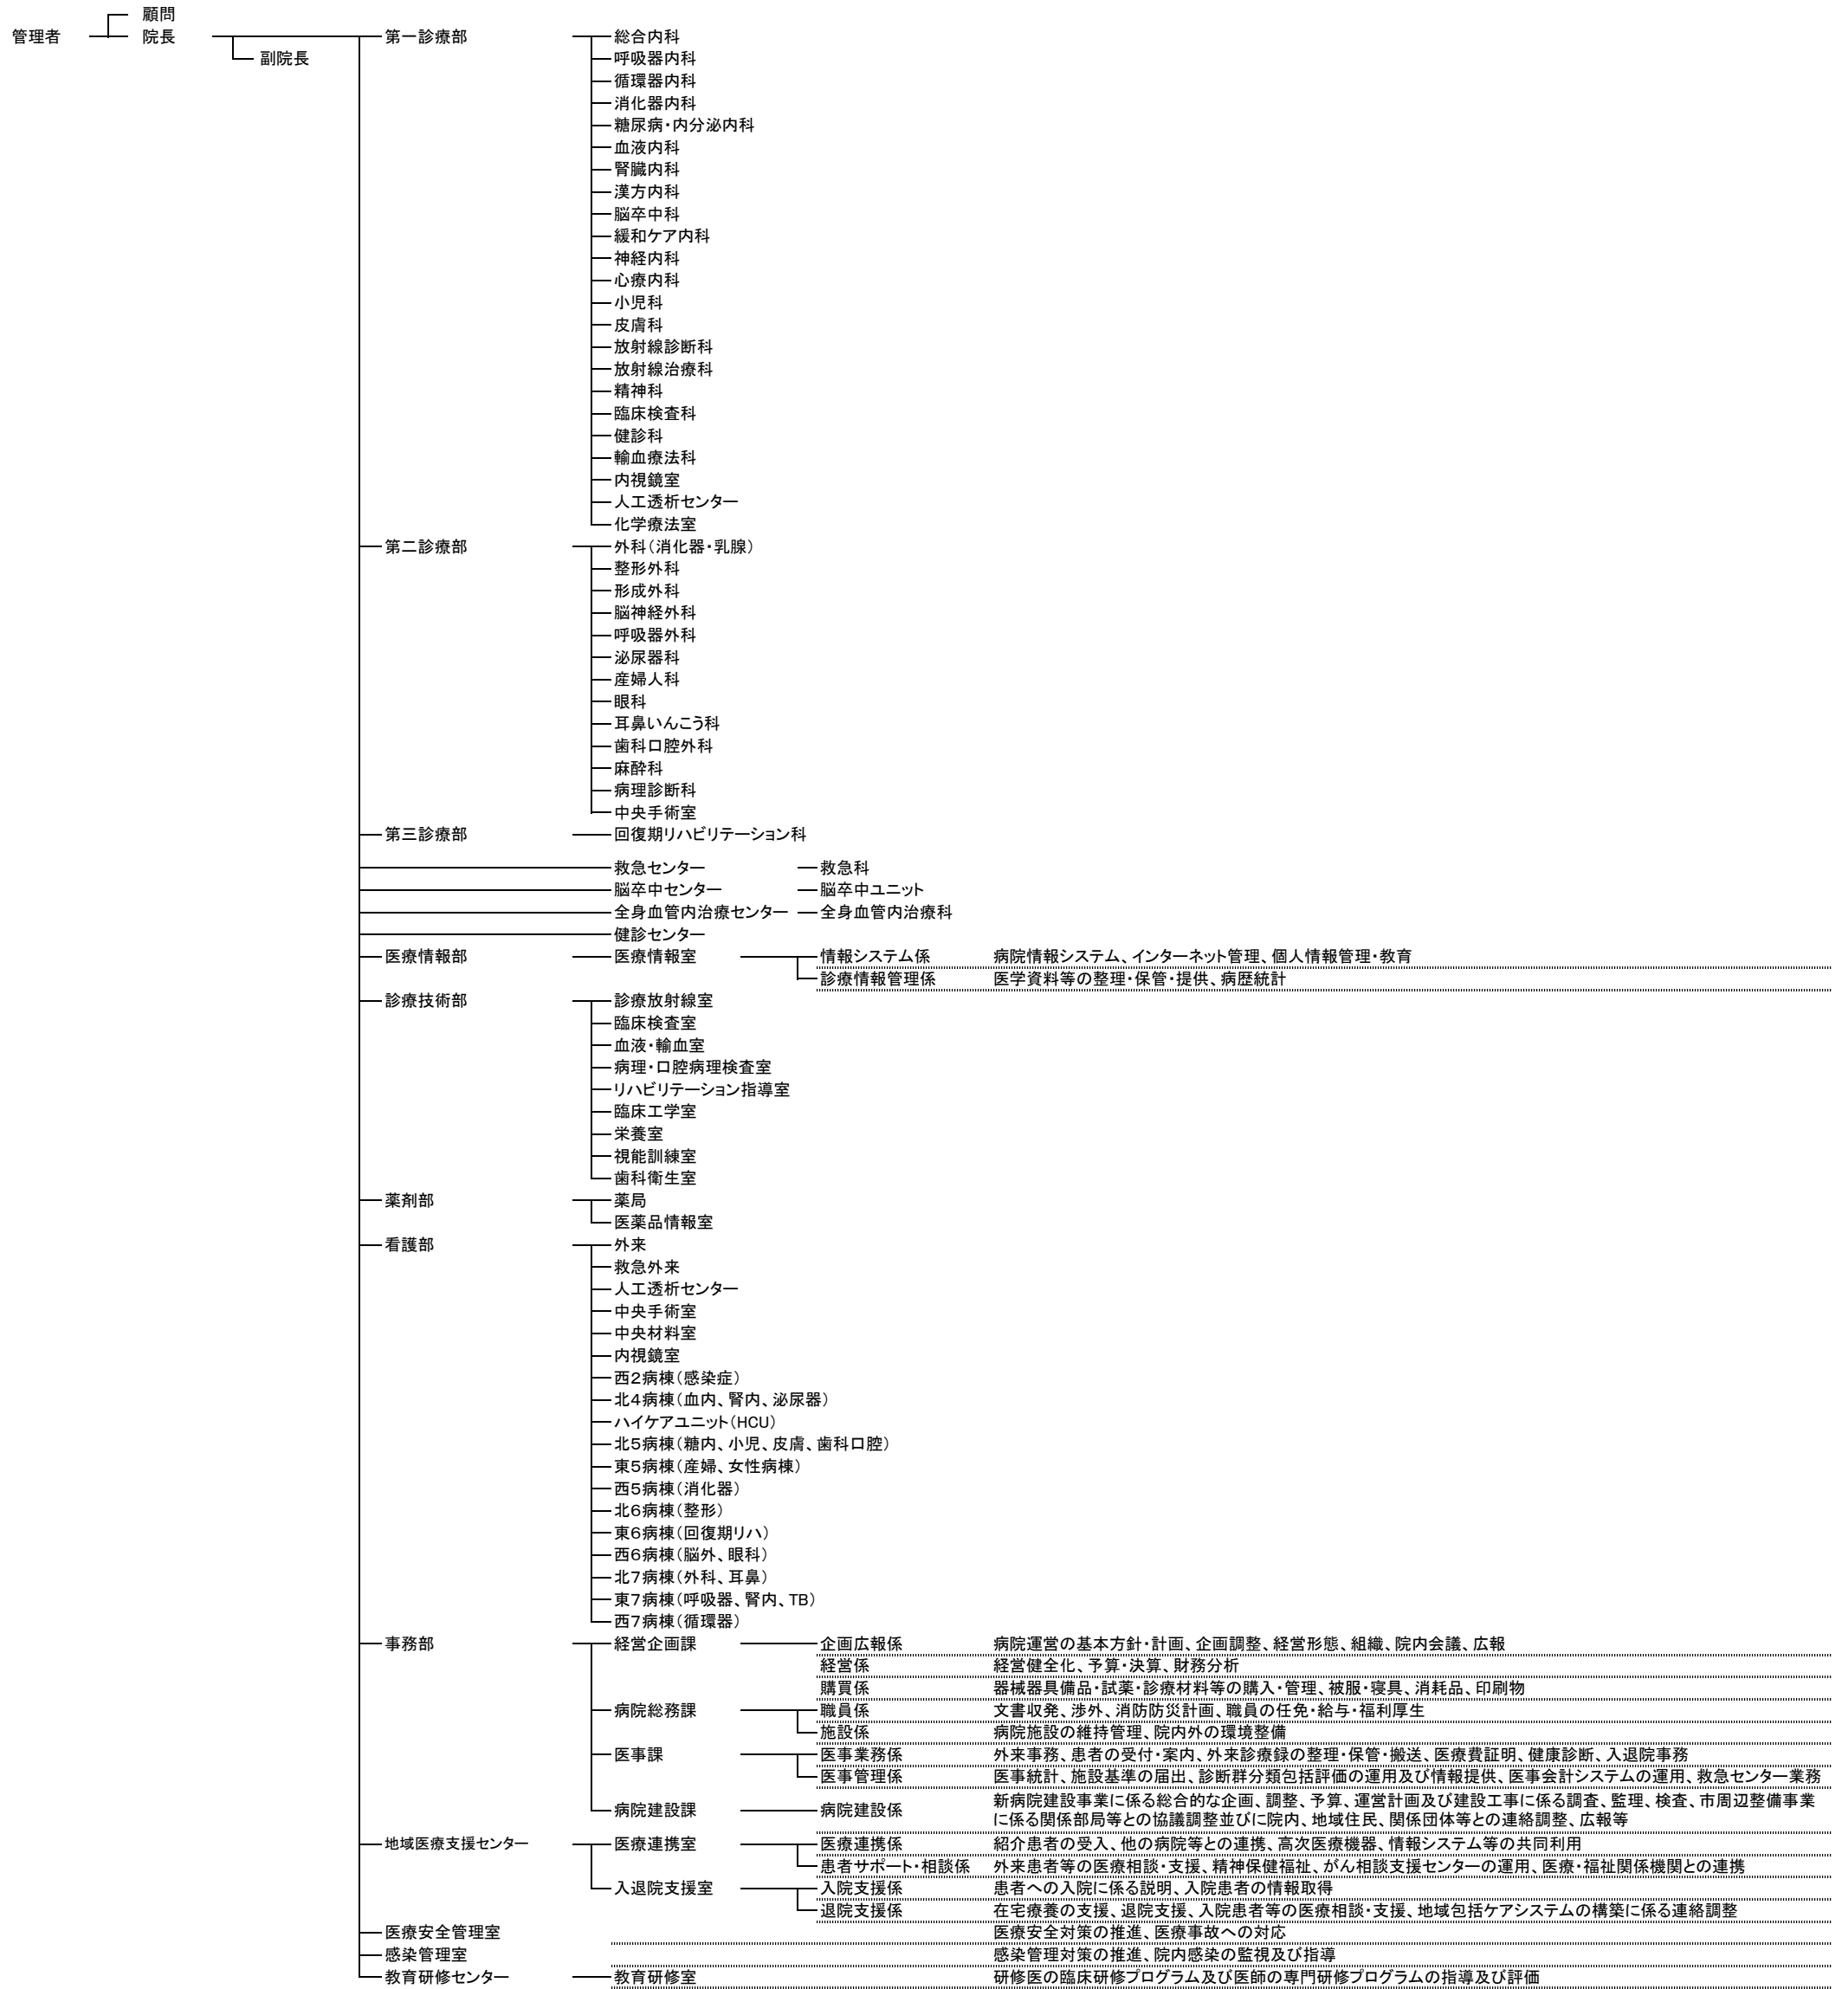 顧問
管理者 院長 第一診療部 総合内科
副院長 呼吸器内科
循環器内科
消化器内科
糖尿病・内分泌内科
血液内科
腎臓内科
漢方内科
脳卒中科
緩和ケア内科
神経内科
心療内科
小児科
皮膚科
放射線診断科
放射線治療科
精神科
臨床検査科
健診科
輸血療法科
内視鏡室
人工透析センター
化学療法室
第二診療部 外科（消化器・乳腺）
整形外科
形成外科
脳神経外科
呼吸器外科
泌尿器科
産婦人科
眼科
耳鼻いんこう科
歯科口腔外科
麻酔科
病理診断科
中央手術室
第三診療部 回復期リハビリテーション科
救急センター 救急科
脳卒中センター 脳卒中ユニット
全身血管内治療センター 全身血管内治療科
健診センター
医療情報部 医療情報室 情報システム係 病院情報システム、インターネット管理、個人情報管理・教育
診療情報管理係 医学資料等の整理・保管・提供、病歴統計
診療技術部 診療放射線室
臨床検査室
血液・輸血室
病理・口腔病理検査室
リハビリテーション指導室
臨床工学室
栄養室
視能訓練室
歯科衛生室
薬剤部 薬局
医薬品情報室
看護部 外来
救急外来
人工透析センター
中央手術室
中央材料室
内視鏡室
西２病棟（感染症）
北４病棟（血内、腎内、泌尿器）
ハイケアユニット（HCU）
北５病棟（糖内、小児、皮膚、歯科口腔）
東５病棟（産婦、女性病棟）
西５病棟（消化器）
北６病棟（整形）
東６病棟（回復期リハ）
西６病棟（脳外、眼科）
北７病棟（外科、耳鼻）
東７病棟（呼吸器、腎内、TB）
西７病棟（循環器）
事務部 経営企画課 企画広報係 病院運営の基本方針・計画、企画調整、経営形態、組織、院内会議、広報
経営係 経営健全化、予算・決算、財務分析
購買係 器械器具備品・試薬・診療材料等の購入・管理、被服・寝具、消耗品、印刷物
病院総務課 職員係 文書収発、渉外、消防防災計画、職員の任免・給与・福利厚生
施設係 病院施設の維持管理、院内外の環境整備
医事課 医事業務係 外来事務、患者の受付・案内、外来診療録の整理・保管・搬送、医療費証明、健康診断、入退院事務
医事管理係 医事統計、施設基準の届出、診断群分類包括評価の運用及び情報提供、医事会計システムの運用、救急センター業務
病院建設課 病院建設係 新病院建設事業に係る総合的な企画、調整、予算、運営計画及び建設工事に係る調査、監理、検査、市周辺整備事業
に係る関係部局等との協議調整並びに院内、地域住民、関係団体等との連絡調整、広報等
地域医療支援センター 医療連携室 医療連携係 紹介患者の受入、他の病院等との連携、高次医療機器、情報システム等の共同利用
患者サポート・相談係 外来患者等の医療相談・支援、精神保健福祉、がん相談支援センターの運用、医療・福祉関係機関との連携
入退院支援室 入院支援係 患者への入院に係る説明、入院患者の情報取得
退院支援係 在宅療養の支援、退院支援、入院患者等の医療相談・支援、地域包括ケアシステムの構築に係る連絡調整
医療安全管理室 医療安全対策の推進、医療事故への対応
感染管理室 感染管理対策の推進、院内感染の監視及び指導
教育研修センター 教育研修室 研修医の臨床研修プログラム及び医師の専門研修プログラムの指導及び評価